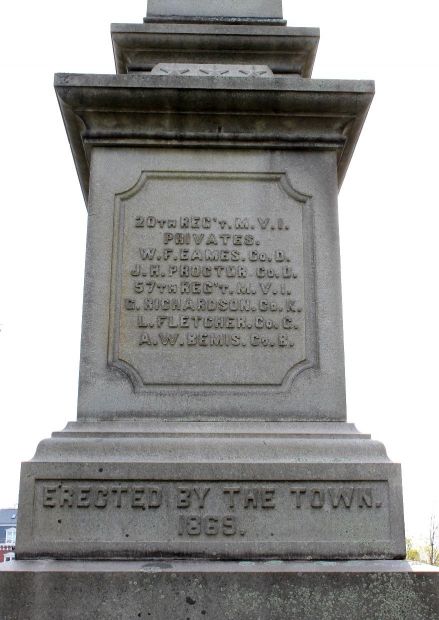 20TH REG'T. M. V. I.
PRIVATES.
W. F. EAMES. CO. D.
J. H. PROCTOR. CO. D.
57TH REG'T. M. V. I.
G. RICHARDSON. CO. K.
L. FLETCHER. CO. G.
A. W. BEMIS. CO. B.
ERECTED BY THE TOWN.
1869.